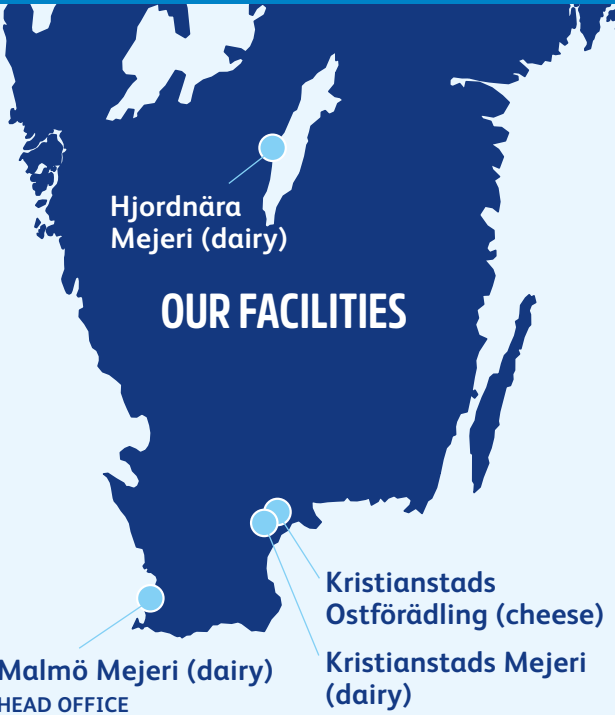 Hjordnära
Mejeri (dairy)
OUR FACILITIES
Kristianstads
Ostförädling (cheese)
Kristianstads Mejeri
(dairy)
Malmö Mejeri (dairy)
HEAD OFFICE